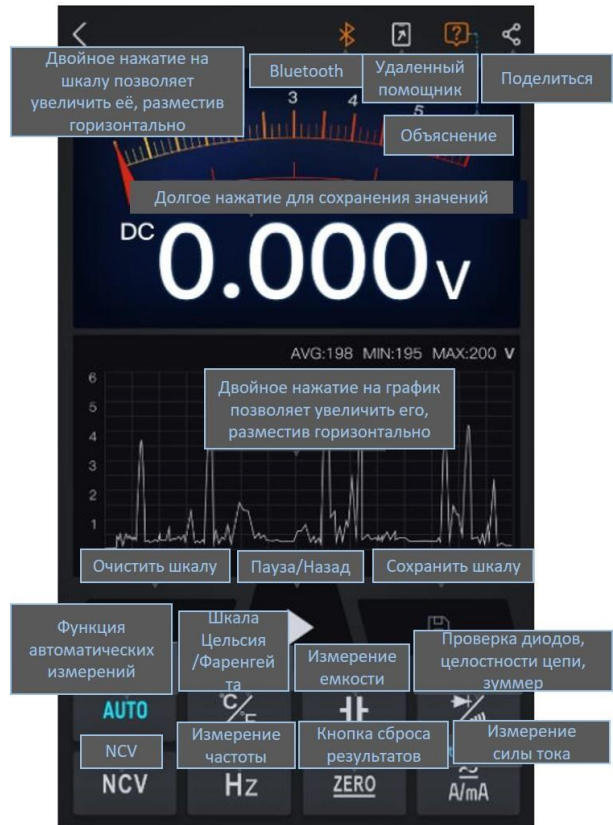 Двойное нажатие на
шкалу позволяет
увеличить её, разместив
горизонтально
Bluetooth
Удаленный
помощник
Поделиться
3
4
5
Объяснение
Долгое нажатие для сохранения значений
DC
0.000V
AVG:198 MIN:195 MAX:200 V
6
5
4
3
2
1
Двойное нажатие на график
позволяет увеличить его,
разместив горизонтально
Очистить шкалу
Пауза/Назад
Сохранить шкалу
Функция
автоматических
измерений
Шкала
Цельсия
/Фаренгей
та
Измерение
емкости
Проверка диодов,
целостности цепи,
зуммер
AUTO
°C/°F
NCV
Измерение
частоты
Кнопка сброса
результатов
Измерение
силы тока
NCV
Hz
ZERO
A/mA